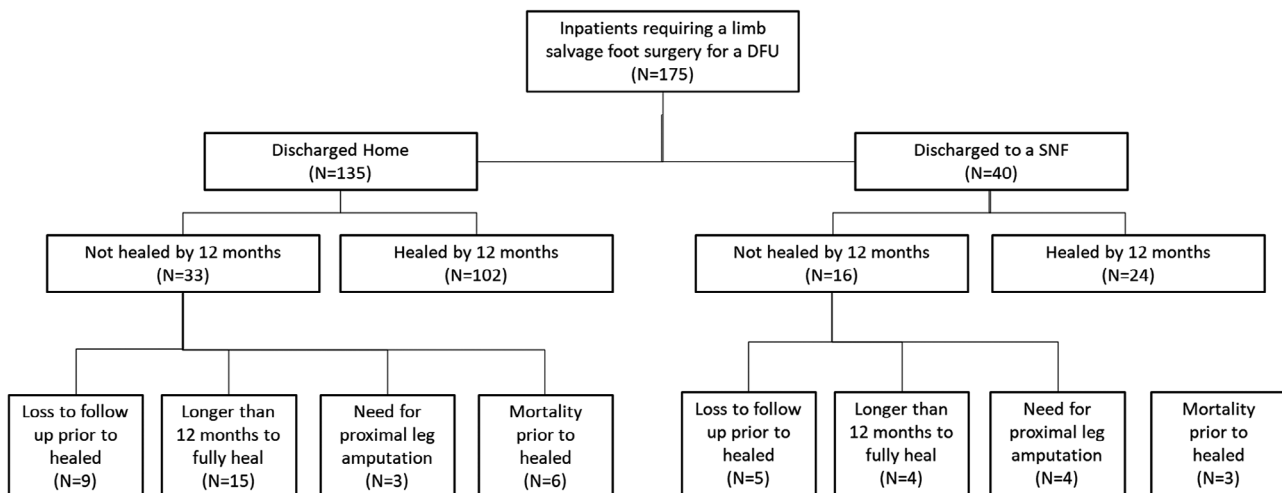 Inpatients requiring a limb
salvage foot surgery for a DFU
(N=175)
Discharged Home
(N=135)
Discharged to a SNF
(N=40)
Not healed by 12 months
(N=33)
Healed by 12 months
(N=102)
Not healed by 12 months
(N=16)
Healed by 12 months
(N=24)
Loss to follow
up prior to
healed
(N=9)
Longer than
12 months to
fully heal
(N=15)
Need for
proximal leg
amputation
(N=3)
Mortality
prior to
healed
(N=6)
Loss to follow
up prior to
healed
(N=5)
Longer than
12 months to
fully heal
(N=4)
Need for
proximal leg
amputation
(N=4)
Mortality
prior to
healed
(N=3)